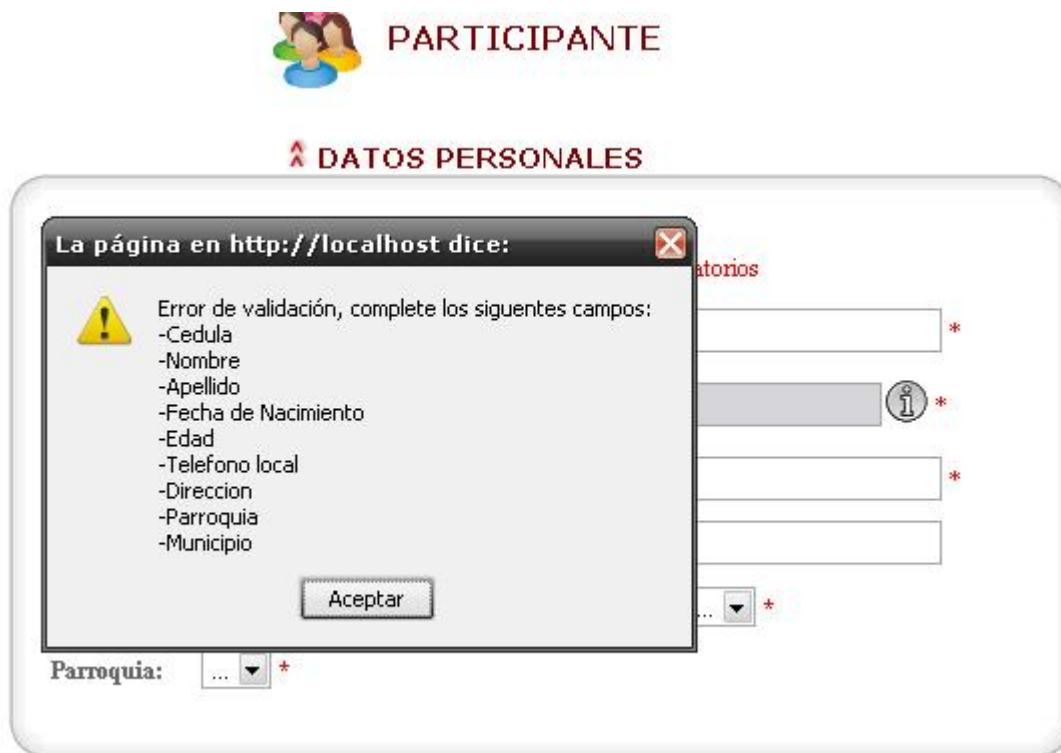 PARTICIPANTE
DATOS PERSONALES
La página en http://localhost dice:
atorios
Error de validación, complete los siguentes campos:
-Cedula
-Nombre
-Apellido
-Fecha de Nacimiento
-Edad
-Telefono local
-Direccion
-Parroquia
-Municipio
*
*
*
Aceptar
... *
Parroquia: ... *